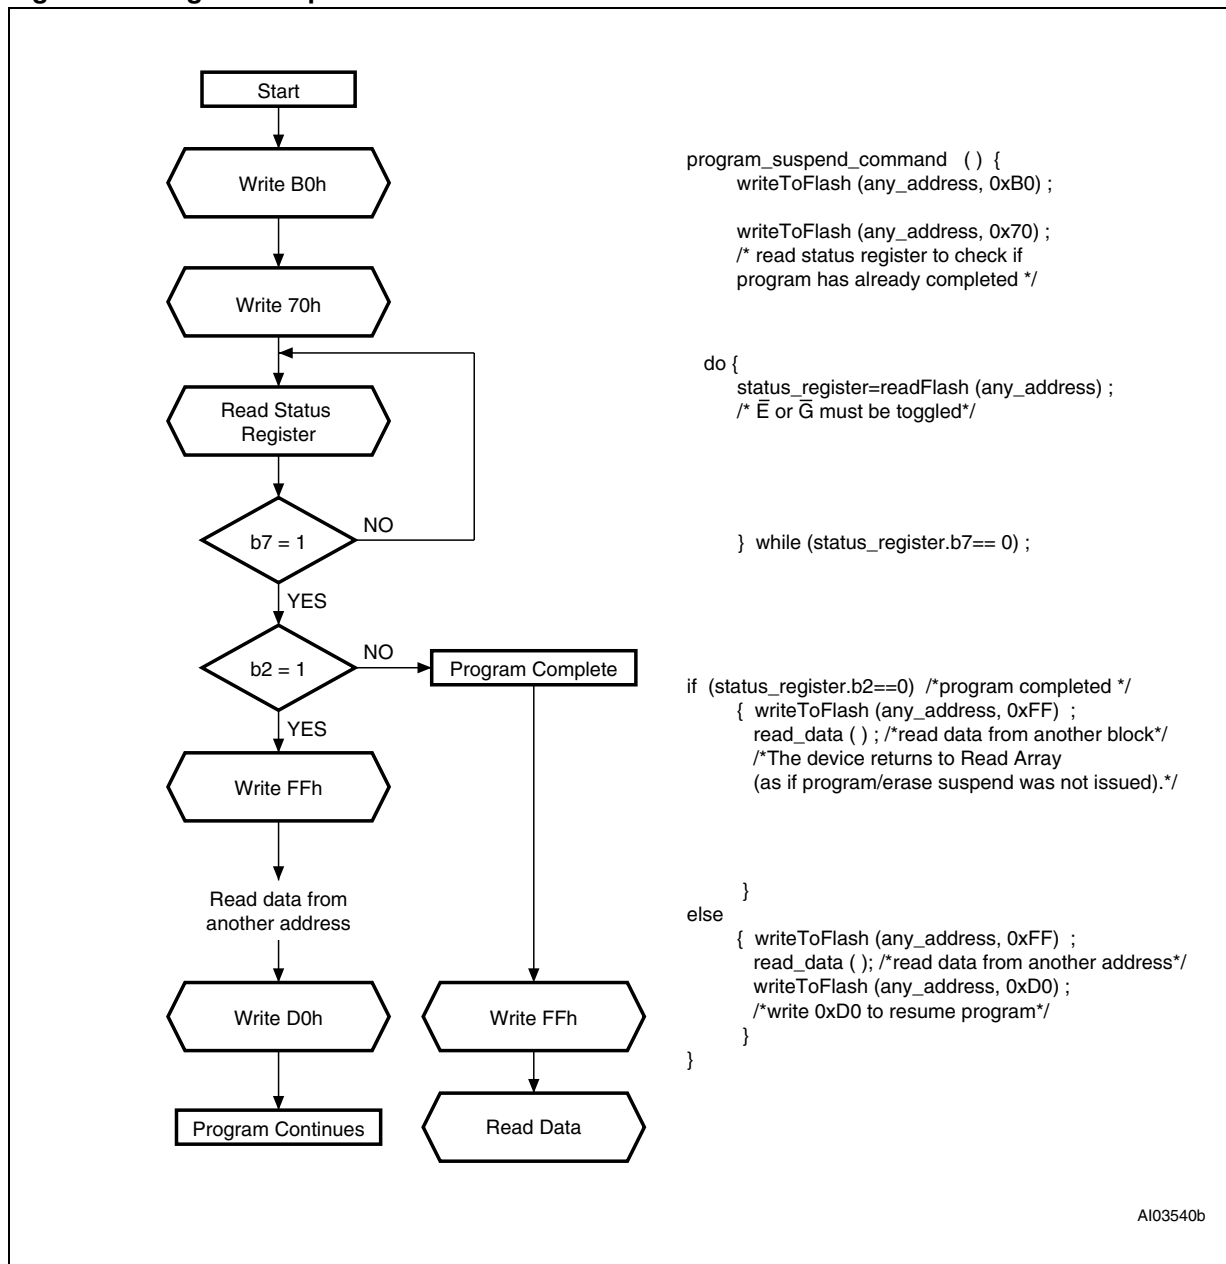 Start
Write B0h
Write 70h
Read Status
Register
b7 = 1
NO
YES
b2 = 1
NO
Program Complete
YES
Write FFh
Read data from
another address
Write D0h
Write FFh
Program Continues
Read Data
program_suspend_command ( ) {
writeToFlash (any_address, 0xB0) ;
writeToFlash (any_address, 0x70) ;
/* read status register to check if
program has already completed */
do {
status_register=readFlash (any_address) ;
/* E̅ or G̅ must be toggled*/
} while (status_register.b7== 0) ;
if (status_register.b2==0) /*program completed */
{ writeToFlash (any_address, 0xFF) ;
read_data ( ) ; /*read data from another block*/
/*The device returns to Read Array
(as if program/erase suspend was not issued).*/
}
else
{ writeToFlash (any_address, 0xFF) ;
read_data ( ); /*read data from another address*/
writeToFlash (any_address, 0xD0) ;
/*write 0xD0 to resume program*/
}
}
AI03540b